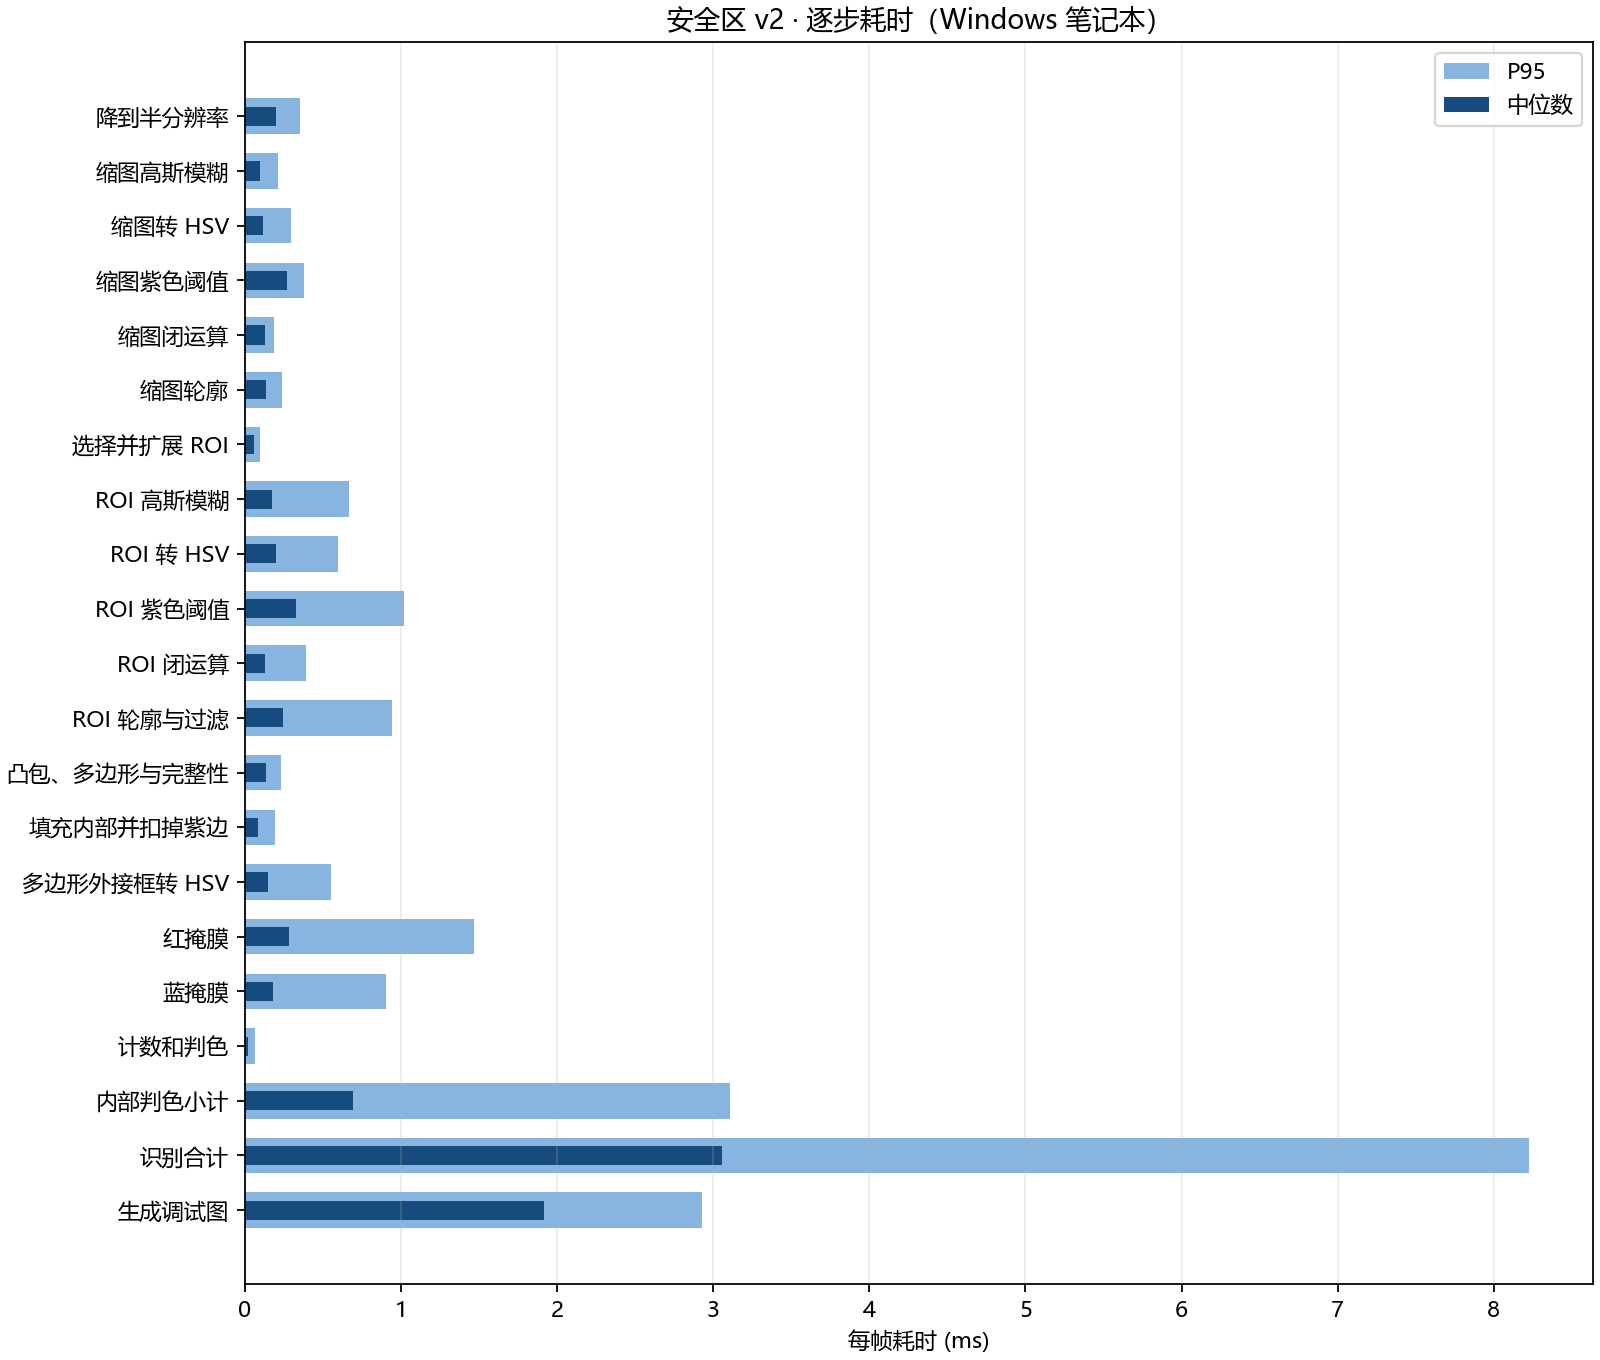 安全区 v2 · 逐步耗时（Windows 笔记本）
P95
中位数
降到半分辨率
缩图高斯模糊
缩图转 HSV
缩图紫色阈值
缩图闭运算
缩图轮廓
选择并扩展 ROI
ROI 高斯模糊
ROI 转 HSV
ROI 紫色阈值
ROI 闭运算
ROI 轮廓与过滤
凸包、多边形与完整性
填充内部并扣掉紫边
多边形外接框转 HSV
红掩膜
蓝掩膜
计数和判色
内部判色小计
识别合计
生成调试图
0 1 2 3 4 5 6 7 8
每帧耗时 (ms)